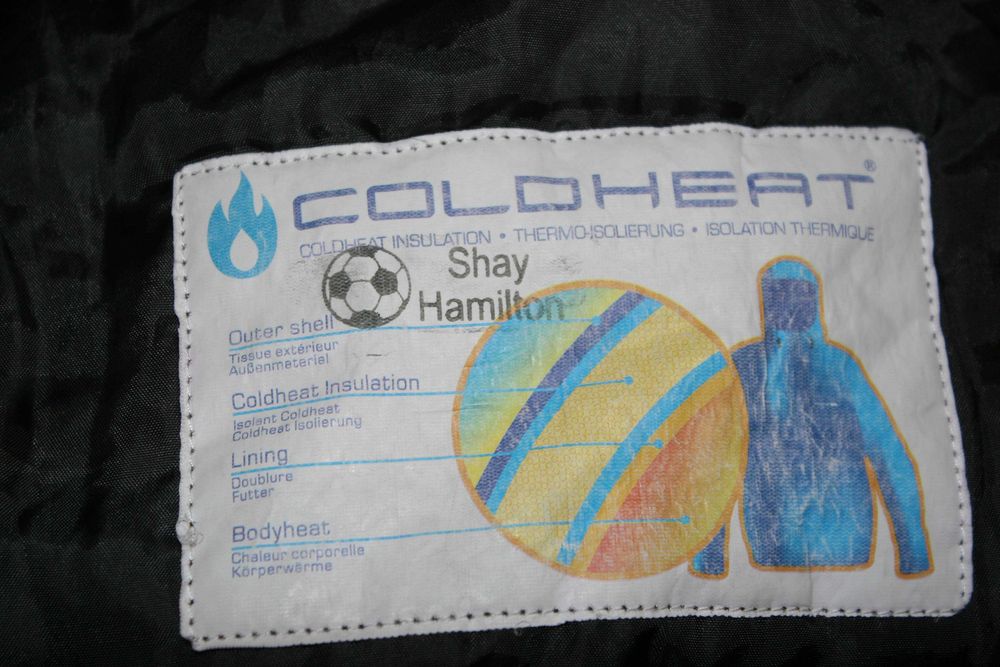 COLDHEAT®
COLDHEAT INSULATION • THERMO-ISOLIERUNG • ISOLATION THERMIQUE
Shay
Hamilton
Outer shell
Tissue extérieur
Außenmaterial
Coldheat Insulation
Isolant Coldheat
Coldheat Isolierung
Lining
Doublure
Futter
Bodyheat
Chaleur corporelle
Körperwärme